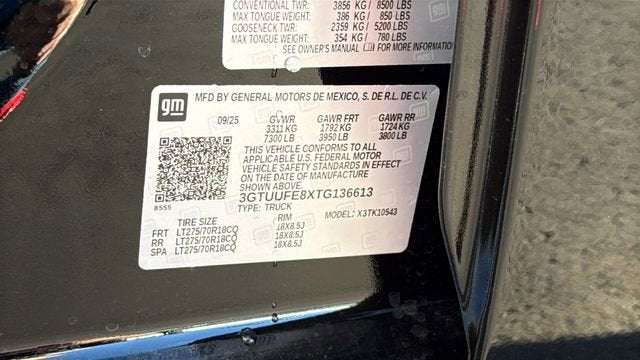 CONVENTIONAL TWR: 3856 KG/ 8500 LBS
MAX TONGUE WEIGHT: 386 KG/ 850 LBS
GOOSENECK TWR: 2359 KG/ 5200 LBS
MAX TONGUE WEIGHT: 354 KG/ 780 LBS
SEE OWNER'S MANUAL FOR MORE INFORMATION
gm MFD BY GENERAL MOTORS DE MEXICO, S. DE R.L. DE C.V.
09/25 GVWR GAWR FRT GAWR RR
3311 KG 1792 KG 1724 KG
7300 LB 3950 LB 3800 LB
THIS VEHICLE CONFORMS TO ALL
APPLICABLE U.S. FEDERAL MOTOR
VEHICLE SAFETY STANDARDS IN EFFECT
ON THE DATE OF MANUFACTURE
SHOWN ABOVE.
3GTUUFE8XTG136613
BSSS TYPE: TRUCK MODEL: X3TK10543
TIRE SIZE RIM
FRT LT275/70R18CQ 18X8.5J
RR LT275/70R18CQ 18X8.5J
SPA LT275/70R18CQ 18X8.5J